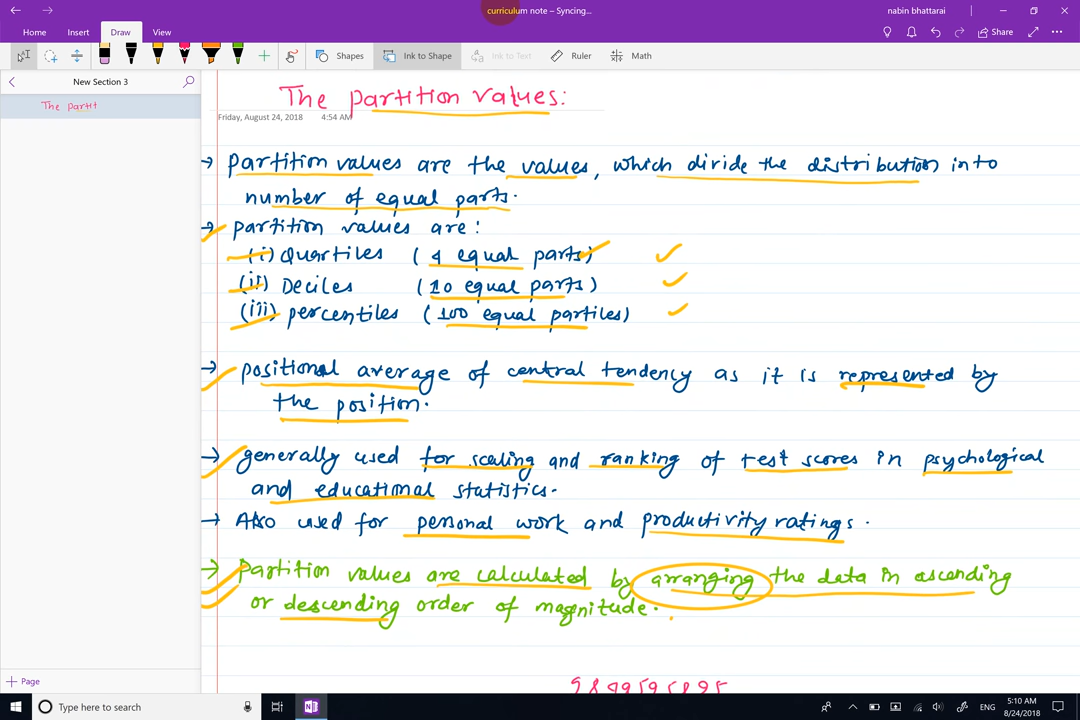 curriculum note – Syncing...
nabin bhattarai
Home Insert Draw View
Share
Shapes Ink to Shape Ink to Text Ruler Math
New Section 3
The partit
The partition values:
Friday, August 24, 2018 4:54 AM
→ partition values are the values, which divide the distribution into
number of equal parts.
→ partition values are:
(i) Quartiles (4 equal parts)
(ii) Deciles (10 equal parts)
(iii) percentiles (100 equal partiles)
→ positional average of central tendency as it is represented by
the position.
→ generally used for scaling and ranking of test scores in psychological
and educational statistics.
→ Also used for personal work and productivity ratings.
→ partition values are calculated by arranging the data in ascending
or descending order of magnitude.
+ Page
Type here to search
ENG
5:10 AM
8/24/2018